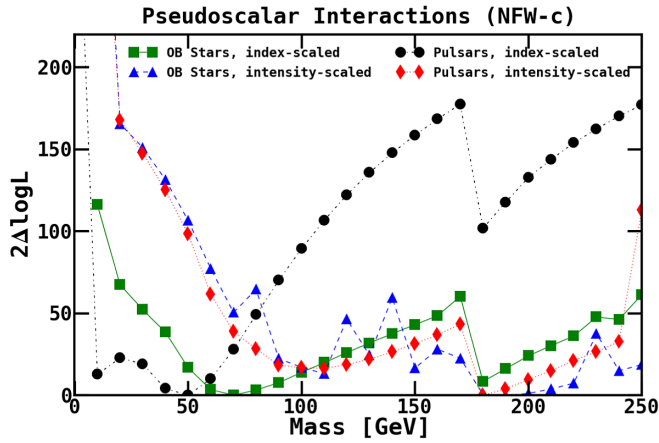 Pseudoscalar Interactions (NFW-c)
OB Stars, index-scaled
Pulsars, index-scaled
OB Stars, intensity-scaled
Pulsars, intensity-scaled
2ΔlogL
200
150
100
50
0
0 50 100 150 200 250
Mass [GeV]